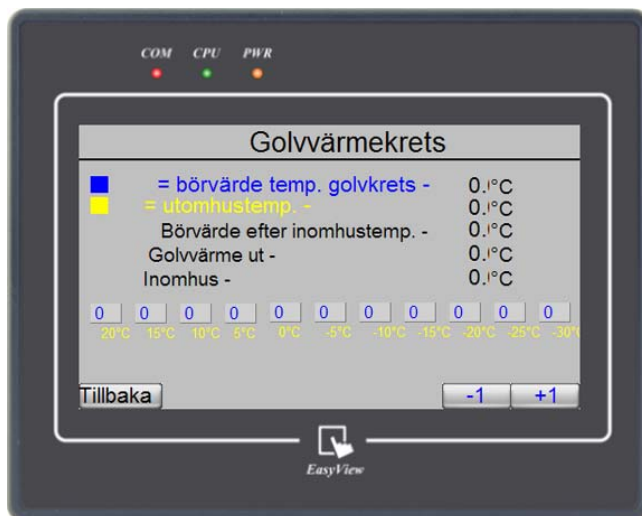 COM CPU PWR
Golvvärmekrets
= börvärde temp. golvkrets - 0.°C
= utomhustemp. - 0.°C
Börvärde efter inomhustemp. - 0.°C
Golvvärme ut - 0.°C
Inomhus - 0.°C
0 0 0 0 0 0 0 0 0 0 0
20°C 15°C 10°C 5°C 0°C -5°C -10°C -15°C -20°C -25°C -30°C
Tillbaka -1 +1
EasyView